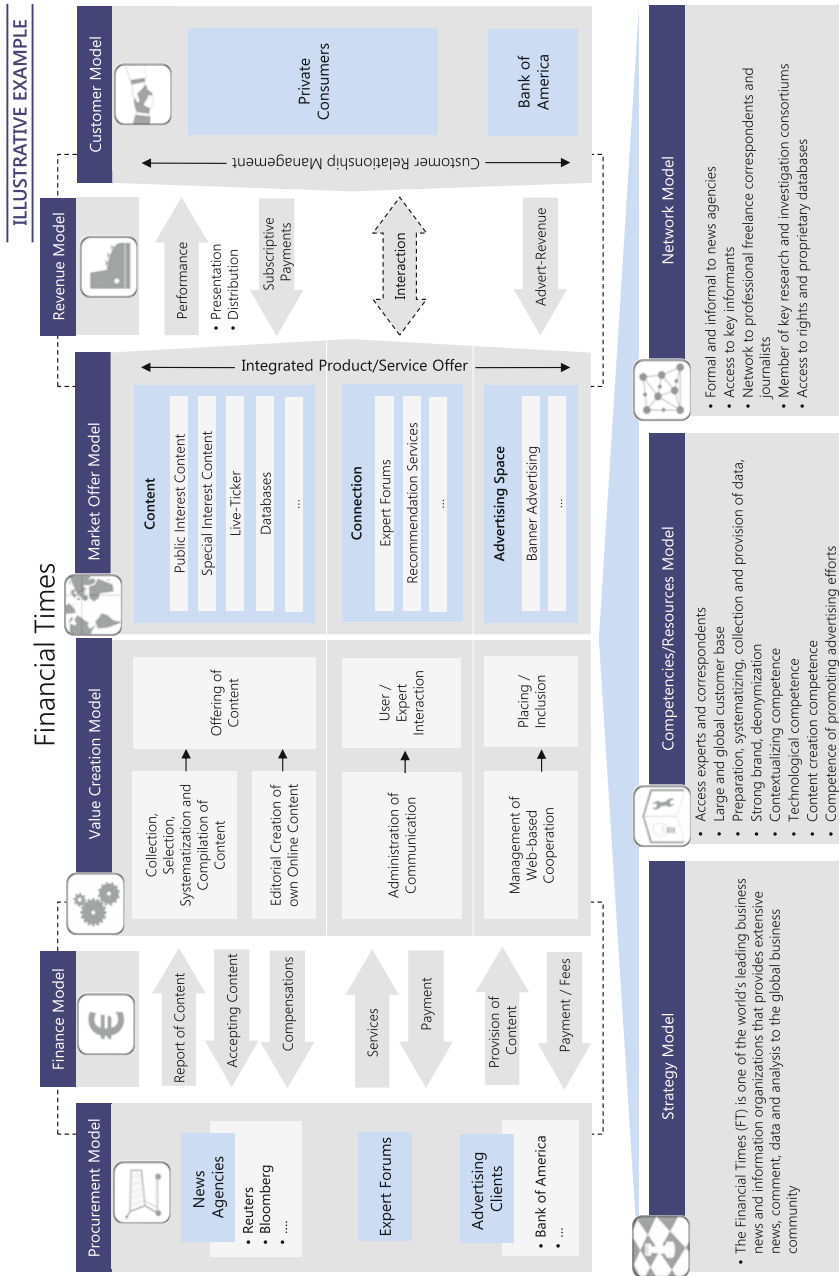 ILLUSTRATIVE EXAMPLE
Financial Times
Procurement Model
News
Agencies
• Reuters
• Bloomberg
• ....
Expert Forums
Advertising
Clients
• Bank of America
• ...
Finance Model
€
Report of Content
Accepting Content
Compensations
Services
Payment
Provision of
Content
Payment / Fees
Value Creation Model
Collection,
Selection,
Systematization and
Compilation of
Content
Editorial Creation of
own Online Content
Offering of
Content
Administration of
Communication
User /
Expert
Interaction
Management of
Web-based
Cooperation
Placing /
Inclusion
Market Offer Model
Content
Public Interest Content
Special Interest Content
Live-Ticker
Databases
...
Connection
Expert Forums
Recommendation Services
...
Advertising Space
Banner Advertising
...
Integrated Product/Service Offer
Revenue Model
Performance
• Presentation
• Distribution
Subscriptive
Payments
Interaction
Advert-Revenue
Customer Model
Customer Relationship Management
Private
Consumers
Bank of
America
Strategy Model
• The Financial Times (FT) is one of the world's leading business
news and information organizations that provides extensive
news, comment, data and analysis to the global business
community
Competencies/Resources Model
• Access experts and correspondents
• Large and global customer base
• Preparation, systematizing, collection and provision of data,
• Strong brand, deonymization
• Contextualizing competence
• Technological competence
• Content creation competence
• Competence of promoting advertising efforts
Network Model
• Formal and informal to news agencies
• Access to key informants
• Network to professional freelance correspondents and
journalists
• Member of key research and investigation consortiums
• Access to rights and proprietary databases